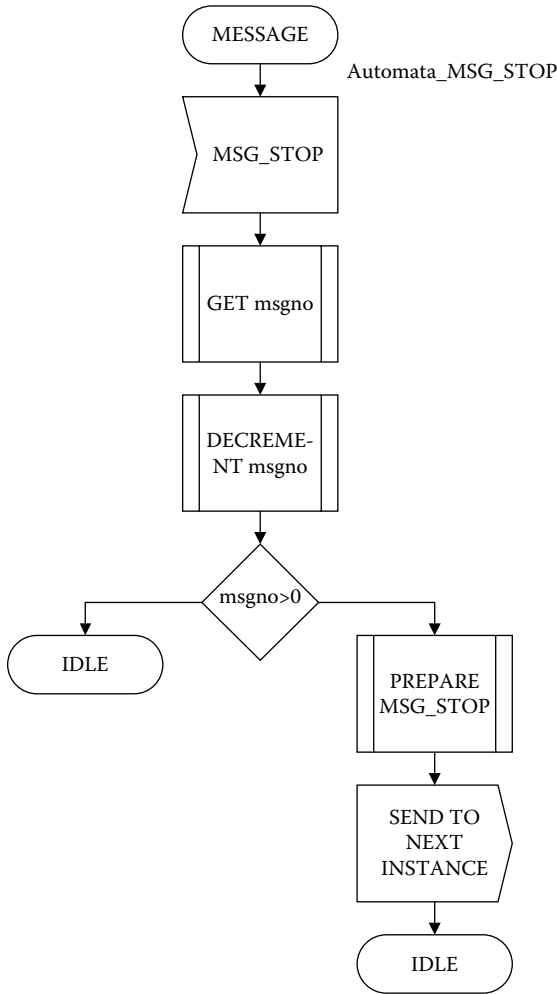 MESSAGE
Automata_MSG_STOP
MSG_STOP
GET msgno
DECREME-
NT msgno
msgno>0
IDLE
PREPARE
MSG_STOP
SEND TO
NEXT
INSTANCE
IDLE